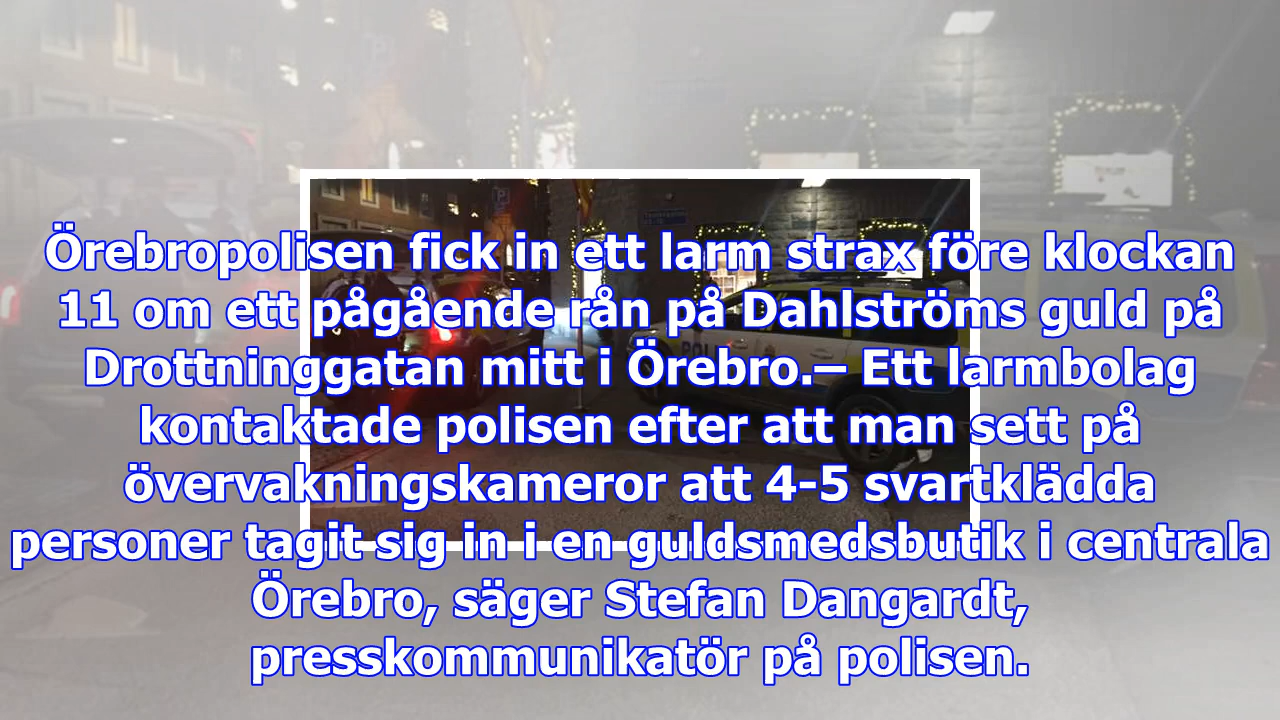 Örebropolisen fick in ett larm strax före klockan
11 om ett pågående rån på Dahlströms guld på
Drottninggatan mitt i Örebro.– Ett larmbolag
kontaktade polisen efter att man sett på
övervakningskameror att 4-5 svartklädda
personer tagit sig in i en guldsmedsbutik i centrala
Örebro, säger Stefan Dangardt,
presskommunikatör på polisen.